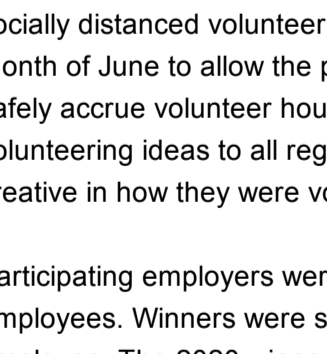 ocially distanced volunteer
onth of June to allow the p
afely accrue volunteer hou
olunteering ideas to all reg
reative in how they were vo
articipating employers wer
mployees. Winners were s